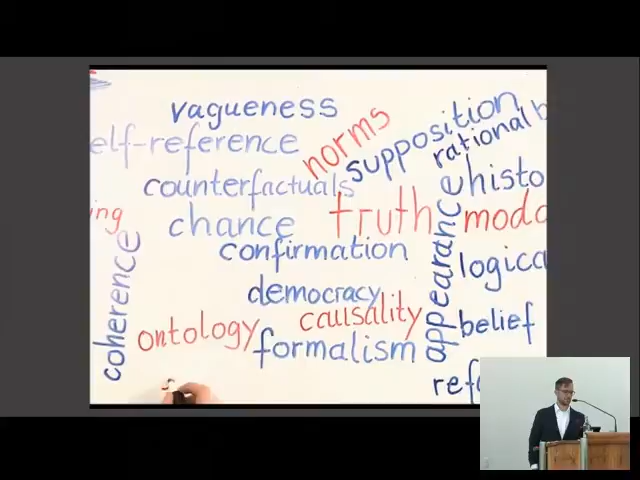 vagueness
elf-reference
norms
supposition
rational b
counterfactuals
histo
ing
chance
truth
moda
confirmation
appearance
logica
coherence
democracy
causality
belief
ontology
formalism
ref